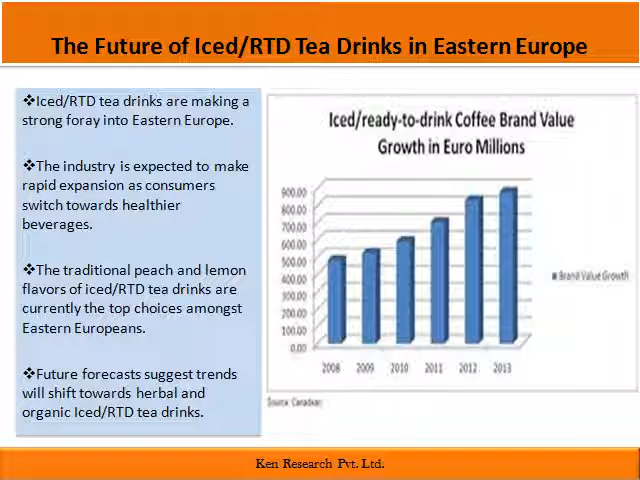 The Future of Iced/RTD Tea Drinks in Eastern Europe
❖Iced/RTD tea drinks are making a
strong foray into Eastern Europe.
❖The industry is expected to make
rapid expansion as consumers
switch towards healthier
beverages.
❖The traditional peach and lemon
flavors of iced/RTD tea drinks are
currently the top choices amongst
Eastern Europeans.
❖Future forecasts suggest trends
will shift towards herbal and
organic Iced/RTD tea drinks.
Iced/ready-to-drink Coffee Brand Value
Growth in Euro Millions
900.00
800.00
700.00
600.00
500.00
400.00
300.00
200.00
100.00
0.00
2008 2009 2010 2011 2012 2013
Brand Value Growth
Source: Canadean
Ken Research Pvt. Ltd.